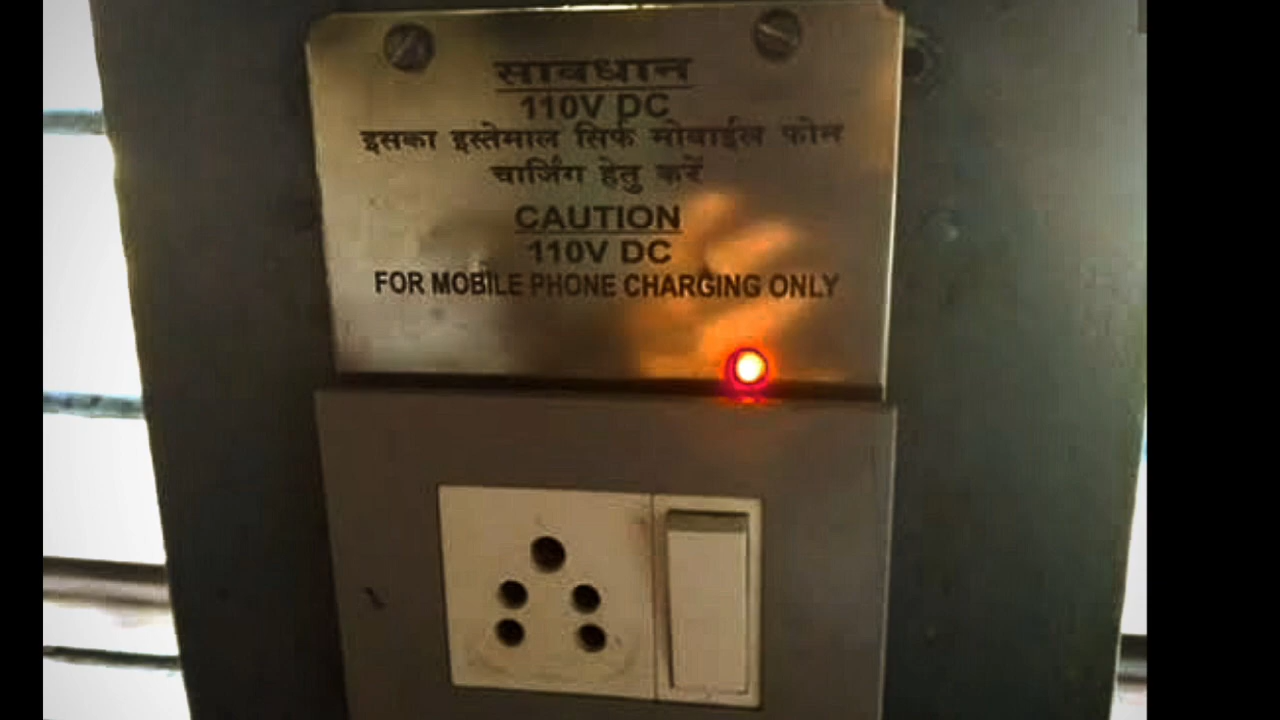 सावधान
110V DC
इसका इस्तेमाल सिर्फ मोबाईल फोन
चार्जिंग हेतु करें
CAUTION
110V DC
FOR MOBILE PHONE CHARGING ONLY